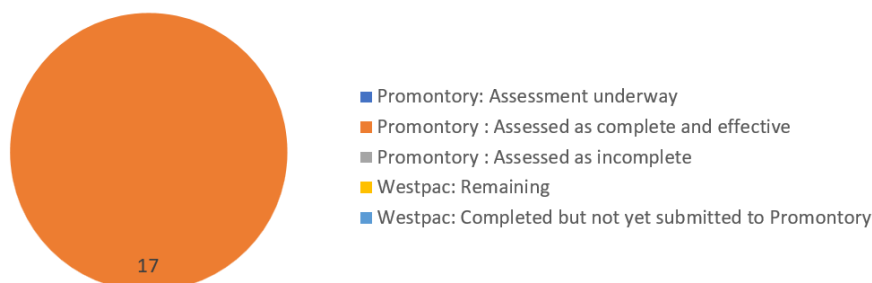 Promontory: Assessment underway
Promontory : Assessed as complete and effective
Promontory : Assessed as incomplete
Westpac: Remaining
Westpac: Completed but not yet submitted to Promontory
17